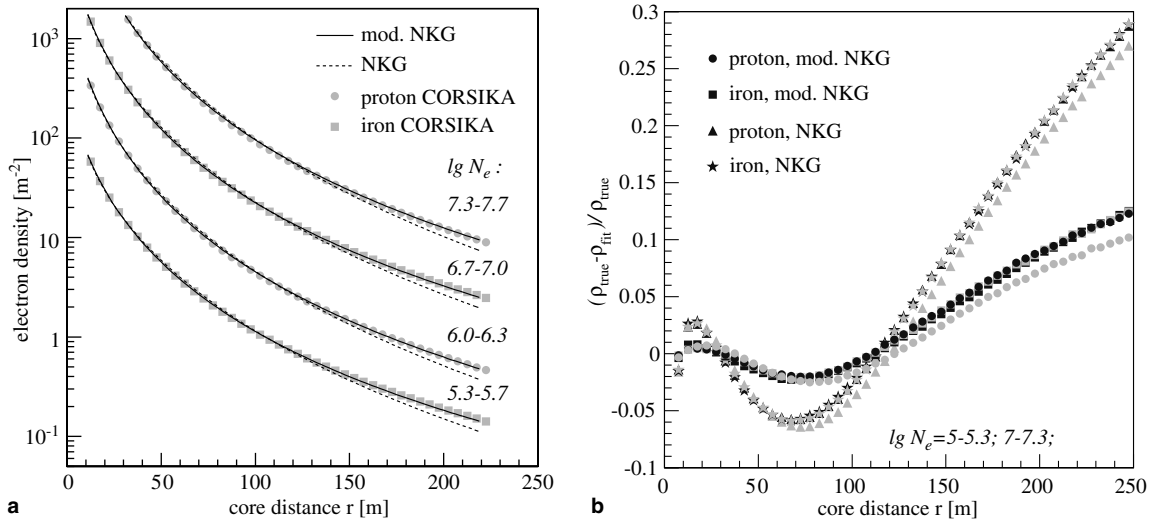 10³
10²
10
1
10⁻¹
electron density [m⁻²]
mod. NKG
NKG
proton CORSIKA
iron CORSIKA
lg Nₑ :
7.3-7.7
6.7-7.0
6.0-6.3
5.3-5.7
0 50 100 150 200 250
core distance r [m]
a
0.3
0.25
0.2
0.15
0.1
0.05
0
-0.05
-0.1
(ρtrue-ρfit)/ρtrue
proton, mod. NKG
iron, mod. NKG
proton, NKG
iron, NKG
lg Nₑ=5-5.3; 7-7.3;
0 50 100 150 200 250
core distance r [m]
b